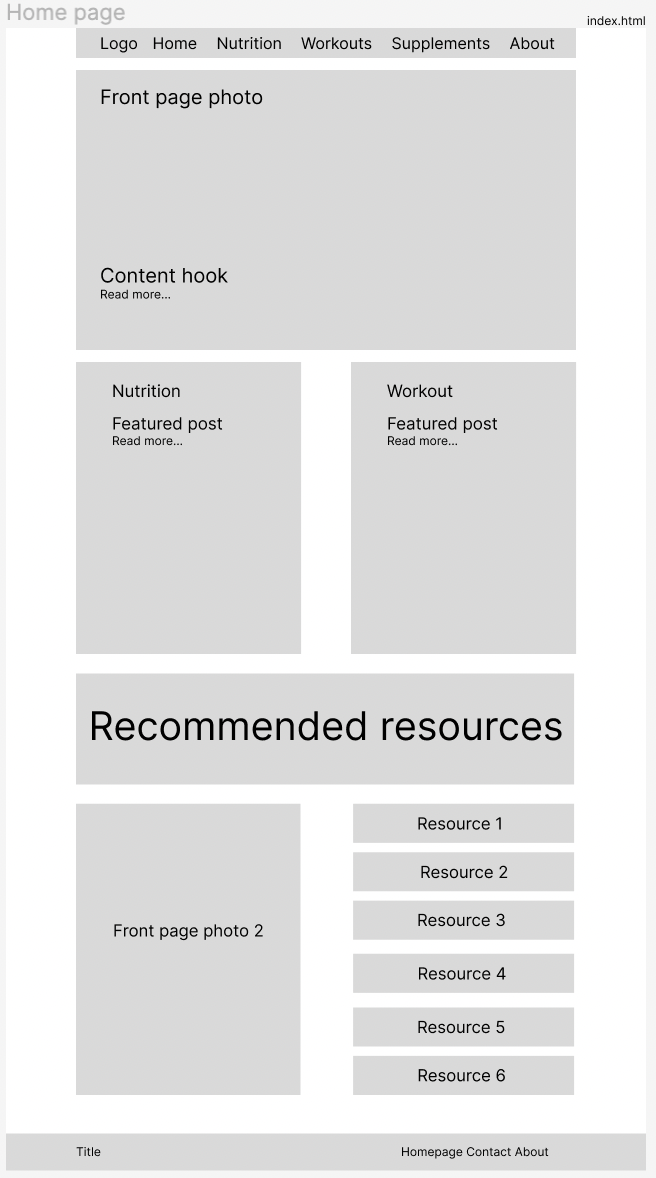 Home page
index.html
Logo Home Nutrition Workouts Supplements About
Front page photo
Content hook
Read more...
Nutrition
Featured post
Read more...
Workout
Featured post
Read more...
Recommended resources
Front page photo 2
Resource 1
Resource 2
Resource 3
Resource 4
Resource 5
Resource 6
Title
Homepage Contact About